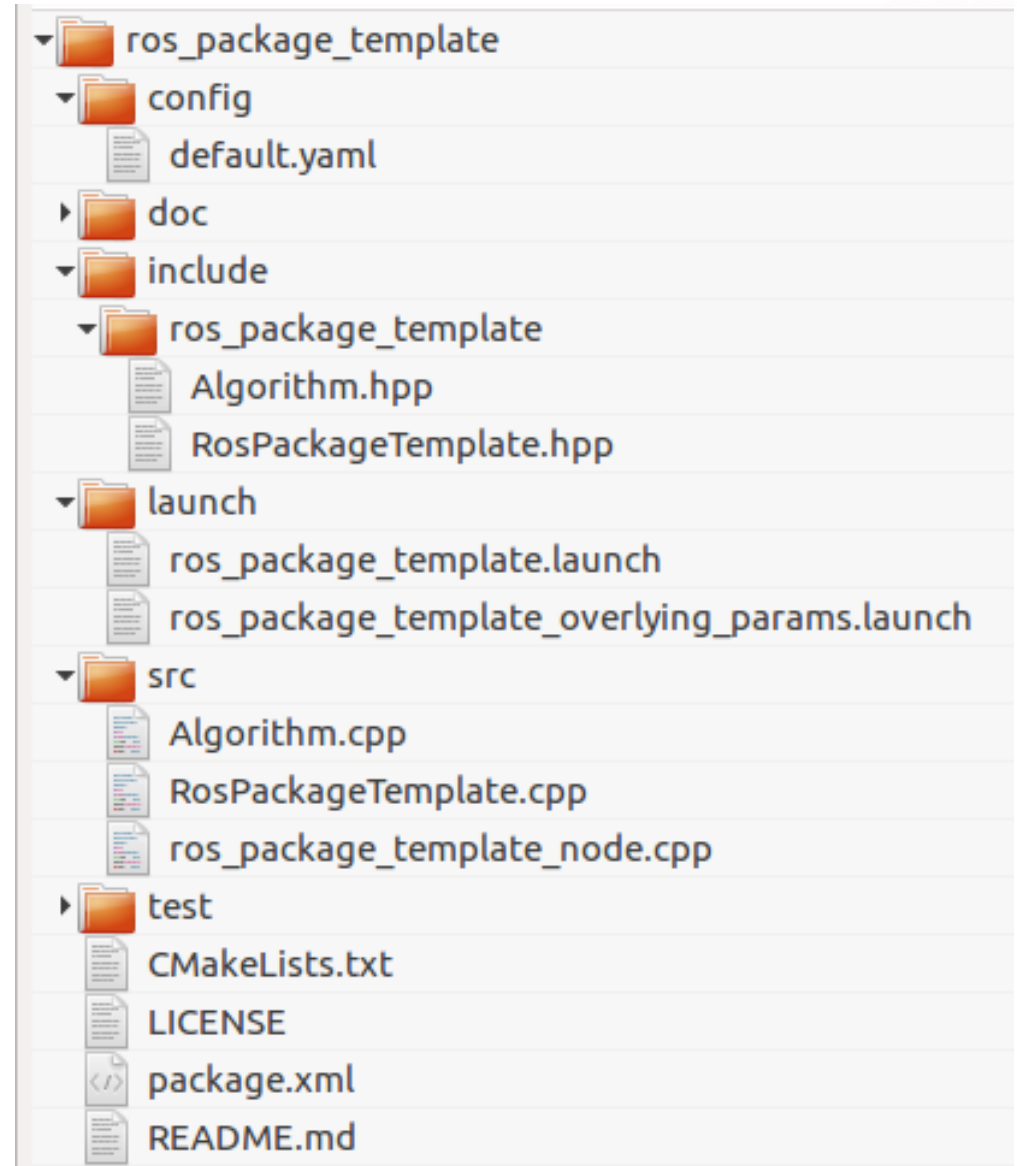 ros_package_template
config
default.yaml
doc
include
ros_package_template
Algorithm.hpp
RosPackageTemplate.hpp
launch
ros_package_template.launch
ros_package_template_overlying_params.launch
src
Algorithm.cpp
RosPackageTemplate.cpp
ros_package_template_node.cpp
test
CMakeLists.txt
LICENSE
package.xml
README.md